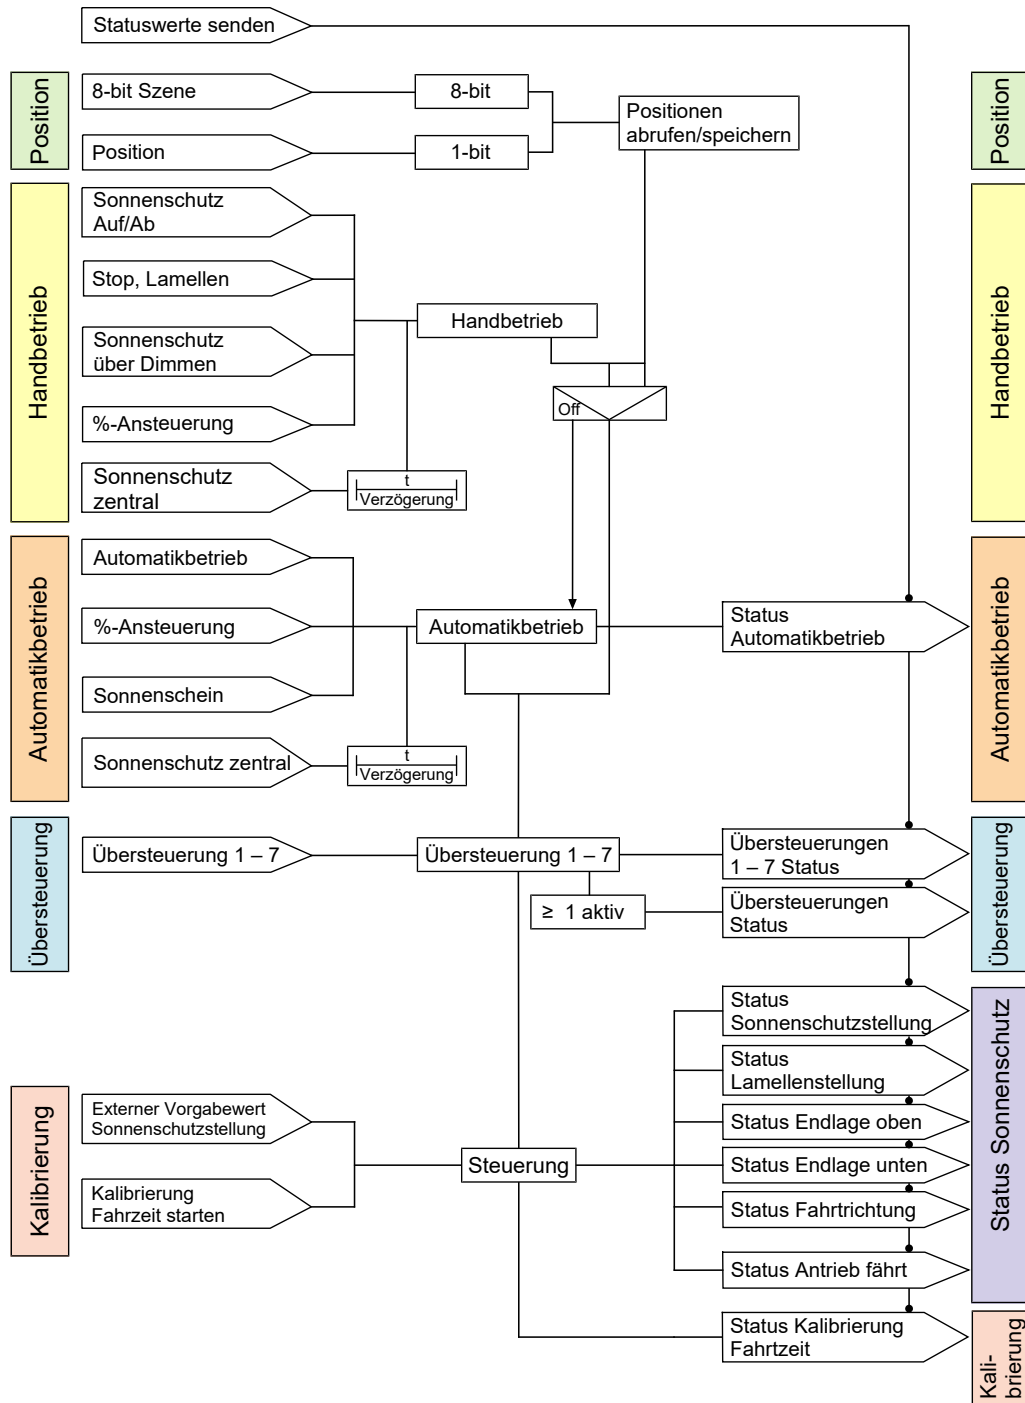 Statuswerte senden
Position
8-bit Szene
8-bit
Positionen
abrufen/speichern
Position
1-bit
Position
Handbetrieb
Sonnenschutz
Auf/Ab
Stop, Lamellen
Handbetrieb
Sonnenschutz
über Dimmen
Off
%-Ansteuerung
Sonnenschutz
zentral
t
Verzögerung
Handbetrieb
Automatikbetrieb
Automatikbetrieb
%-Ansteuerung
Automatikbetrieb
Status
Automatikbetrieb
Sonnenschein
Sonnenschutz zentral
t
Verzögerung
Automatikbetrieb
Übersteuerung
Übersteuerung 1 – 7
Übersteuerung 1 – 7
Übersteuerungen
1 – 7 Status
≥ 1 aktiv
Übersteuerungen
Status
Übersteuerung
Status
Sonnenschutzstellung
Status
Lamellenstellung
Status Endlage oben
Status Endlage unten
Status Fahrtrichtung
Status Antrieb fährt
Status Sonnenschutz
Kalibrierung
Externer Vorgabewert
Sonnenschutzstellung
Steuerung
Kalibrierung
Fahrzeit starten
Status Kalibrierung
Fahrtzeit
Kali-
brierung